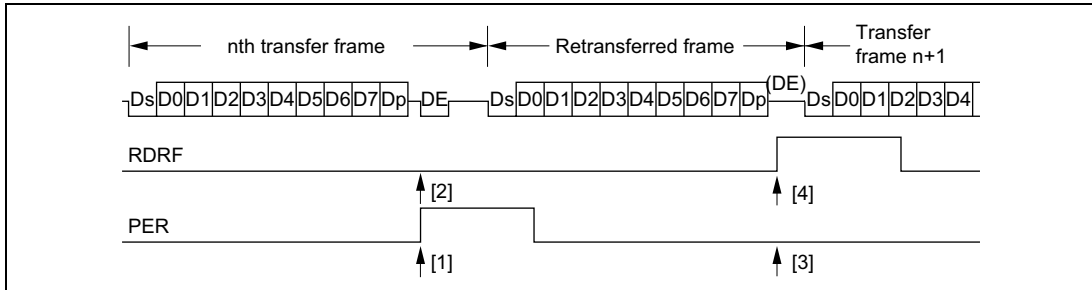 nth transfer frame
Retransferred frame
Transfer
frame n+1
Ds D0 D1 D2 D3 D4 D5 D6 D7 Dp DE Ds D0 D1 D2 D3 D4 D5 D6 D7 Dp (DE) Ds D0 D1 D2 D3 D4
RDRF
[2] [4]
PER
[1] [3]